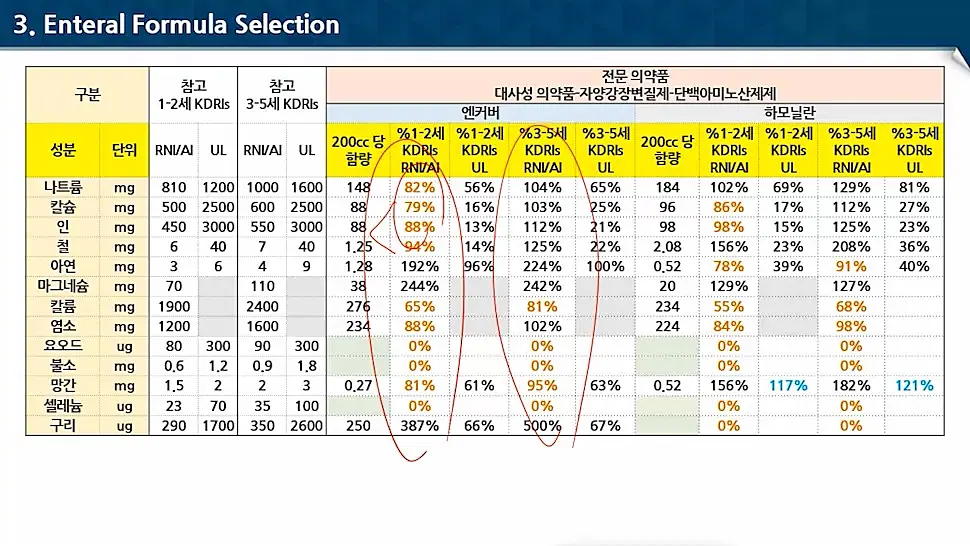 3. Enteral Formula Selection
구분 참고 1-2세 KDRIs 참고 3-5세 KDRIs 전문 의약품
대사성 의약품-자양강장변질제-단백아미노산제제
엔커버 하모닐란
성분 단위 RNI/AI UL RNI/AI UL 200cc 당 함량 %1-2세 KDRIs RNI/AI %1-2세 KDRIs UL %3-5세 KDRIs RNI/AI %3-5세 KDRIs UL 200cc 당 함량 %1-2세 KDRIs RNI/AI %1-2세 KDRIs UL %3-5세 KDRIs RNI/AI %3-5세 KDRIs UL
나트륨 mg 810 1200 1000 1600 148 82% 56% 104% 65% 184 102% 69% 129% 81%
칼슘 mg 500 2500 600 2500 88 79% 16% 103% 25% 96 86% 17% 112% 27%
인 mg 450 3000 550 3000 88 88% 13% 112% 21% 98 98% 15% 125% 23%
철 mg 6 40 7 40 1.25 94% 14% 125% 22% 2.08 156% 23% 208% 36%
아연 mg 3 6 4 9 1.28 192% 96% 224% 100% 0.52 78% 39% 91% 40%
마그네슘 mg 70 110 38 244% 242% 20 129% 127%
칼륨 mg 1900 2400 276 65% 81% 234 55% 68%
염소 mg 1200 1600 234 88% 102% 224 84% 98%
요오드 ug 80 300 90 300 0% 0% 0% 0%
불소 mg 0.6 1.2 0.9 1.8 0% 0% 0% 0%
망간 mg 1.5 2 2 3 0.27 81% 61% 95% 63% 0.52 156% 117% 182% 121%
셀레늄 ug 23 70 35 100 0% 0% 0% 0%
구리 ug 290 1700 350 2600 250 387% 66% 500% 67% 0% 0%